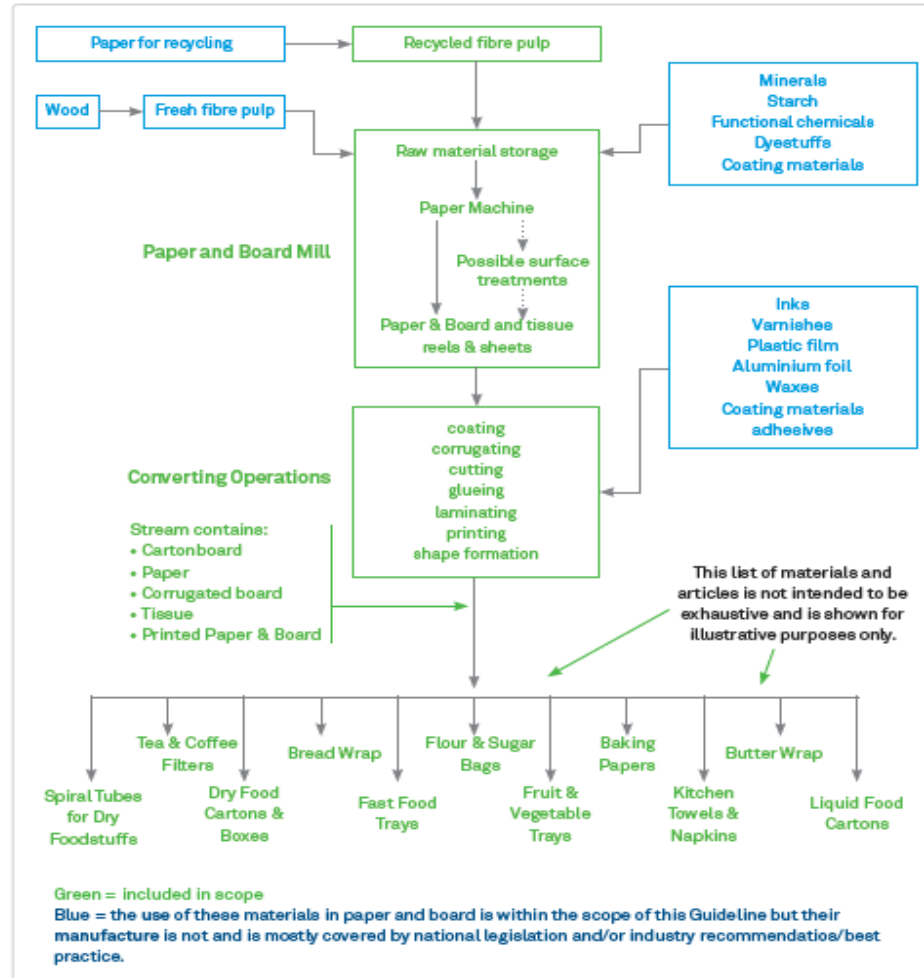 Paper for recycling
Recycled fibre pulp
Wood
Fresh fibre pulp
Minerals
Starch
Functional chemicals
Dyestuffs
Coating materials
Raw material storage
Paper Machine
Paper and Board Mill
Possible surface
treatments
Paper & Board and tissue
reels & sheets
Inks
Varnishes
Plastic film
Aluminium foil
Waxes
Coating materials
adhesives
coating
corrugating
cutting
glueing
laminating
printing
shape formation
Converting Operations
Stream contains:
• Cartonboard
• Paper
• Corrugated board
• Tissue
• Printed Paper & Board
This list of materials and
articles is not intended to be
exhaustive and is shown for
illustrative purposes only.
Tea & Coffee
Filters
Bread Wrap
Flour & Sugar
Bags
Baking
Papers
Butter Wrap
Spiral Tubes
for Dry
Foodstuffs
Dry Food
Cartons &
Boxes
Fast Food
Trays
Fruit &
Vegetable
Trays
Kitchen
Towels &
Napkins
Liquid Food
Cartons
Green = included in scope
Blue = the use of these materials in paper and board is within the scope of this Guideline but their
manufacture is not and is mostly covered by national legislation and/or industry recommendatios/best
practice.